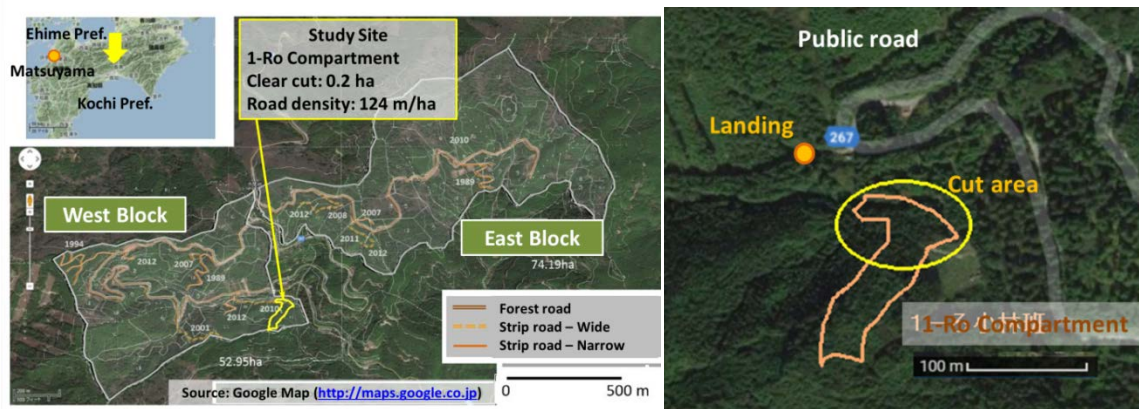 Ehime Pref.
Matsuyama
Kochi Pref.
Study Site
1-Ro Compartment
Clear cut: 0.2 ha
Road density: 124 m/ha
West Block
East Block
74.19ha
52.95ha
2010
1989
2012
2008
2007
2011
2012
1994
2012
2007
1989
2010
2012
2001
Forest road
Strip road – Wide
Strip road – Narrow
Source: Google Map (http://maps.google.co.jp)
0 500 m
Public road
Landing
267
Cut area
1-Ro Compartment
100 m